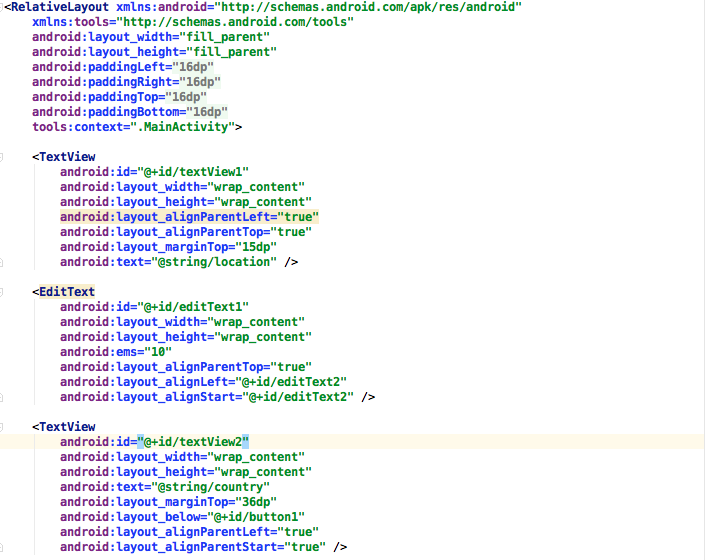 <RelativeLayout xmlns:android="http://schemas.android.com/apk/res/android"
    xmlns:tools="http://schemas.android.com/tools"
    android:layout_width="fill_parent"
    android:layout_height="fill_parent"
    android:paddingLeft="16dp"
    android:paddingRight="16dp"
    android:paddingTop="16dp"
    android:paddingBottom="16dp"
    tools:context=".MainActivity">

    <TextView
        android:id="@+id/textView1"
        android:layout_width="wrap_content"
        android:layout_height="wrap_content"
        android:layout_alignParentLeft="true"
        android:layout_alignParentTop="true"
        android:layout_marginTop="15dp"
        android:text="@string/location" />

    <EditText
        android:id="@+id/editText1"
        android:layout_width="wrap_content"
        android:layout_height="wrap_content"
        android:ems="10"
        android:layout_alignParentTop="true"
        android:layout_alignLeft="@+id/editText2"
        android:layout_alignStart="@+id/editText2" />

    <TextView
        android:id="@+id/textView2"
        android:layout_width="wrap_content"
        android:layout_height="wrap_content"
        android:text="@string/country"
        android:layout_marginTop="36dp"
        android:layout_below="@+id/button1"
        android:layout_alignParentLeft="true"
        android:layout_alignParentStart="true" />